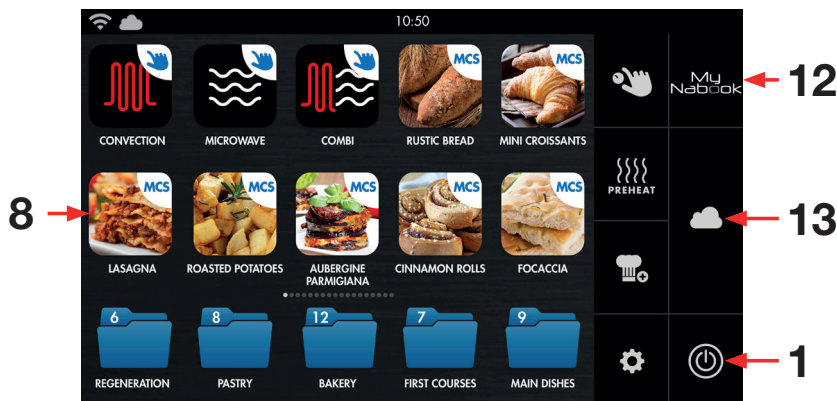 10:50
MCS
MCS
CONVECTION
MICROWAVE
COMBI
RUSTIC BREAD
MINI CROISSANTS
My
Nabook
12
PREHEAT
8
MCS
MCS
MCS
MCS
MCS
LASAGNA
ROASTED POTATOES
AUBERGINE
PARMIGIANA
CINNAMON ROLLS
FOCACCIA
13
6
8
12
7
9
REGENERATION
PASTRY
BAKERY
FIRST COURSES
MAIN DISHES
1